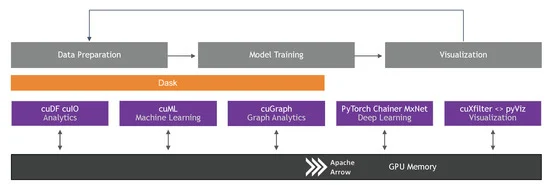 Data Preparation
Model Training
Visualization
Dask
cuDF cuIO
Analytics
cuML
Machine Learning
cuGraph
Graph Analytics
PyTorch Chainer MxNet
Deep Learning
cuXfilter <> pyViz
Visualization
Apache
Arrow
GPU Memory